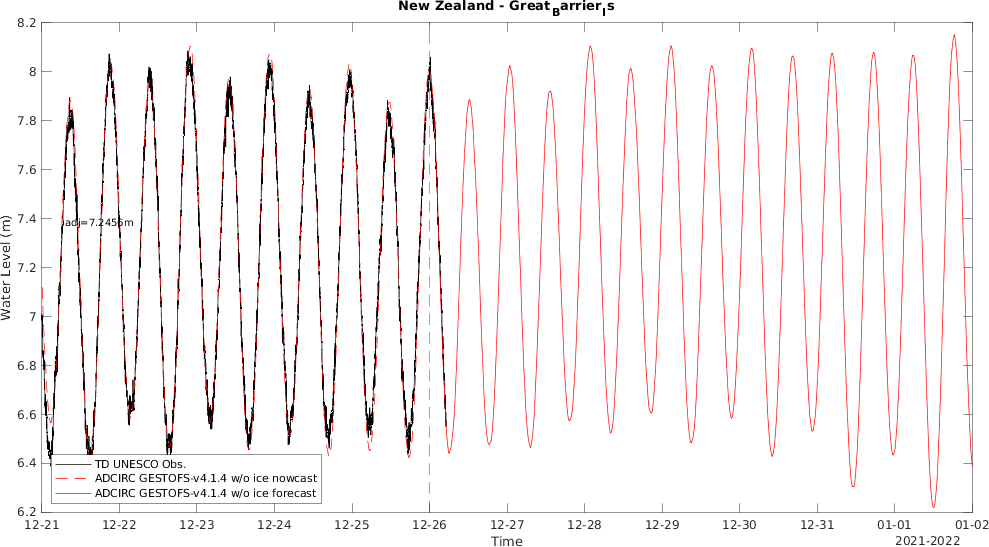 New Zealand - GreatBarrierIs
8.2
8
7.8
7.6
7.4
7.2
7
6.8
6.6
6.4
6.2
Water Level (m)
adj=7.2456m
TD UNESCO Obs.
ADCIRC GESTOFS-v4.1.4 w/o ice nowcast
ADCIRC GESTOFS-v4.1.4 w/o ice forecast
12-21 12-22 12-23 12-24 12-25 12-26 12-27 12-28 12-29 12-30 12-31 01-01 01-02
Time
2021-2022